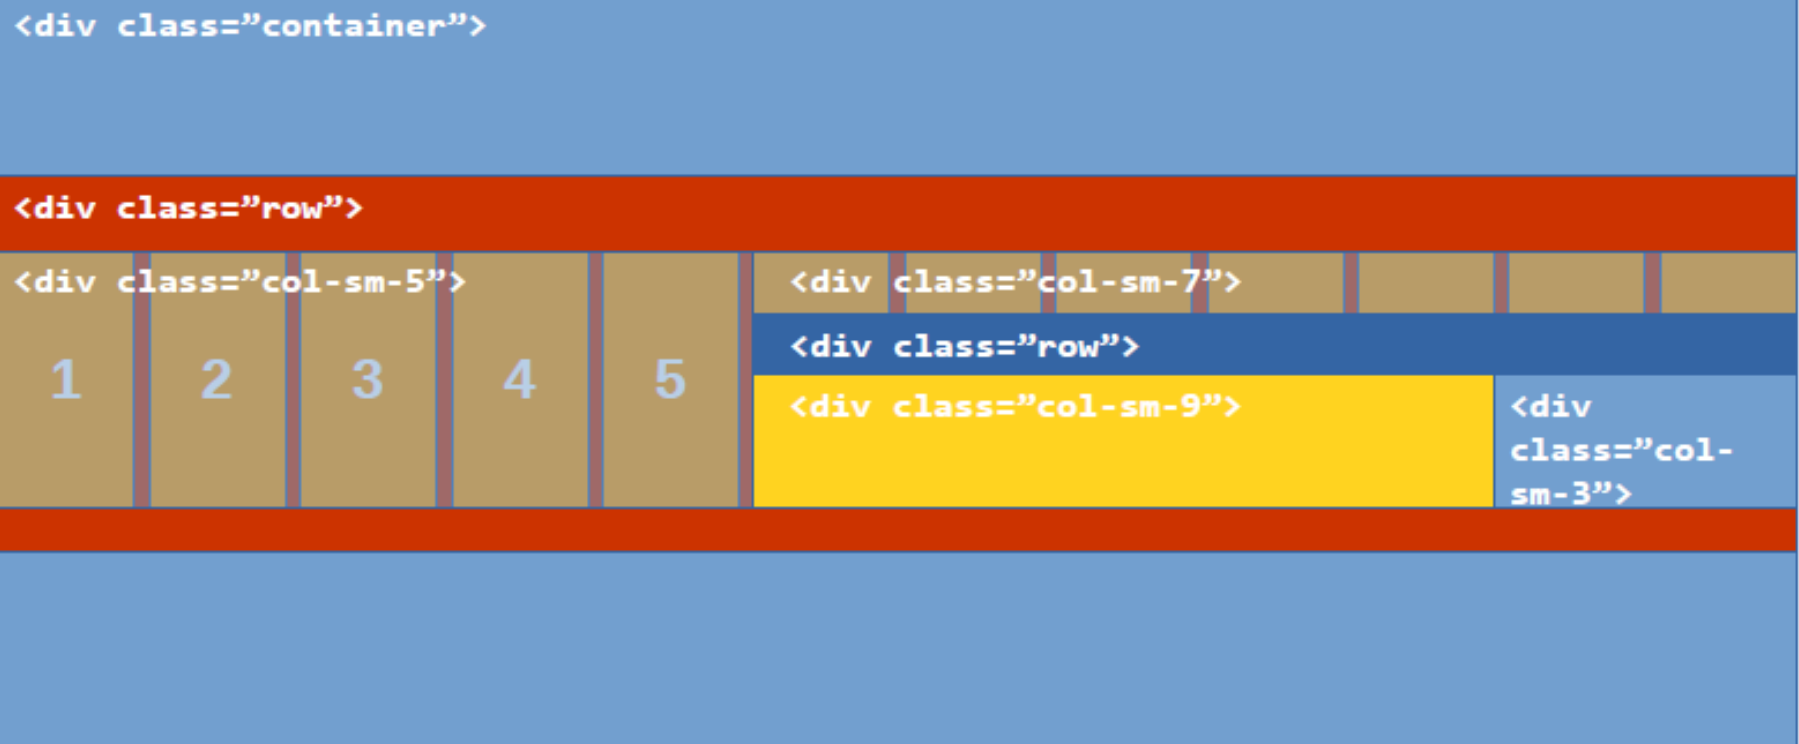 <div class=”container”>
<div class=”row”>
<div class=”col-sm-5”>
<div class=”col-sm-7”>
1 2 3 4 5
<div class=”row”>
<div class=”col-sm-9”>
<div
class=”col-
sm-3”>